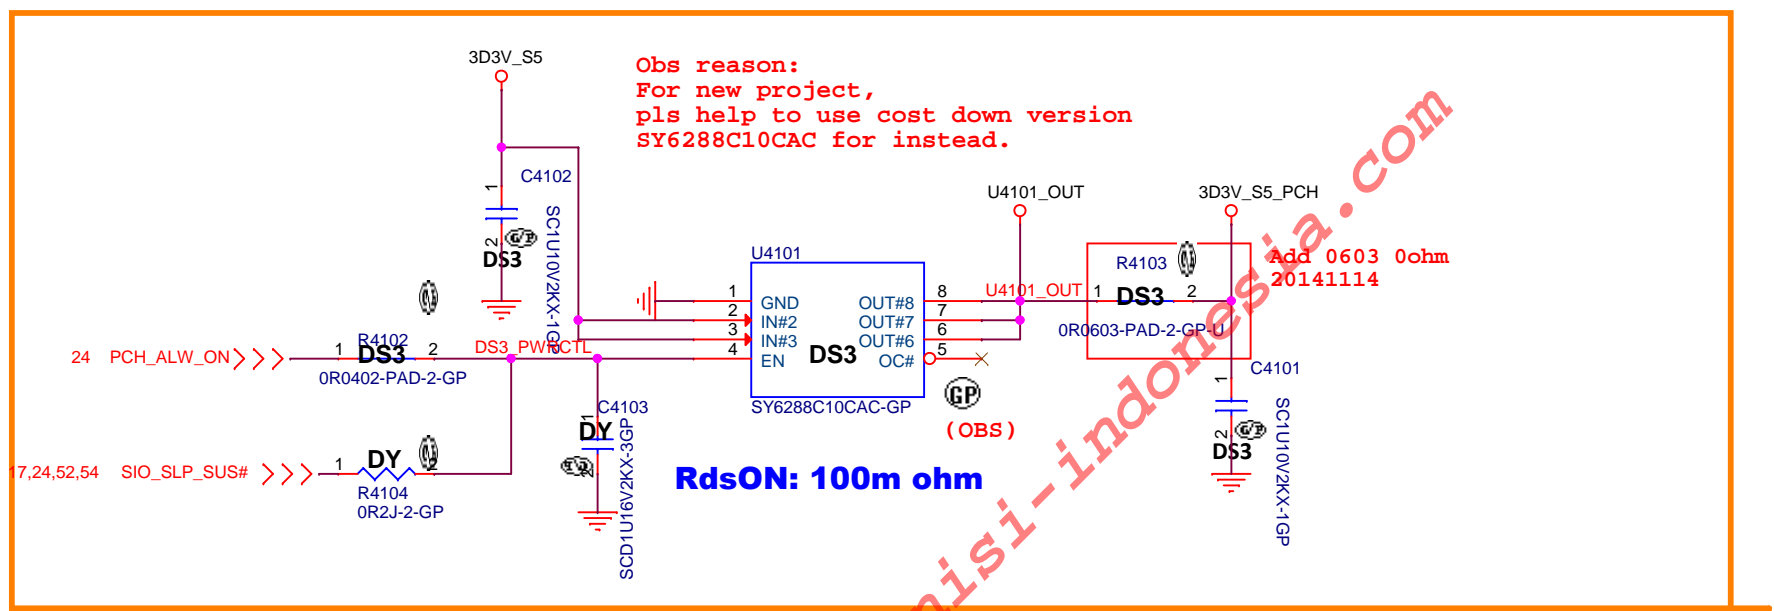 3D3V_S5
Obs reason:
For new project,
pls help to use cost down version
SY6288C10CAC for instead.
1
C4102
SC1U10V2KX-1GP
2
DS3
U4101_OUT
3D3V_S5_PCH
Add 0603 0ohm
20141114
U4101
1 GND
2 IN#2
3 IN#3
4 EN
OUT#8 8
OUT#7 7
OUT#6 6
OC# 5
DS3
SY6288C10CAC-GP
U4101_OUT
R4103
1 DS3 2
0R0603-PAD-2-GP-U
24 PCH_ALW_ON
R4102
1 DS3 2
0R0402-PAD-2-GP
DS3_PWRCTL
GP
(OBS)
C4101
1
2
DS3
SC1U10V2KX-1GP
1
C4103
DY
2
SCD1U16V2KX-3GP
17,24,52,54 SIO_SLP_SUS#
1 DY 2
R4104
0R2J-2-GP
RdsON: 100m ohm
nisi-indonesia.com